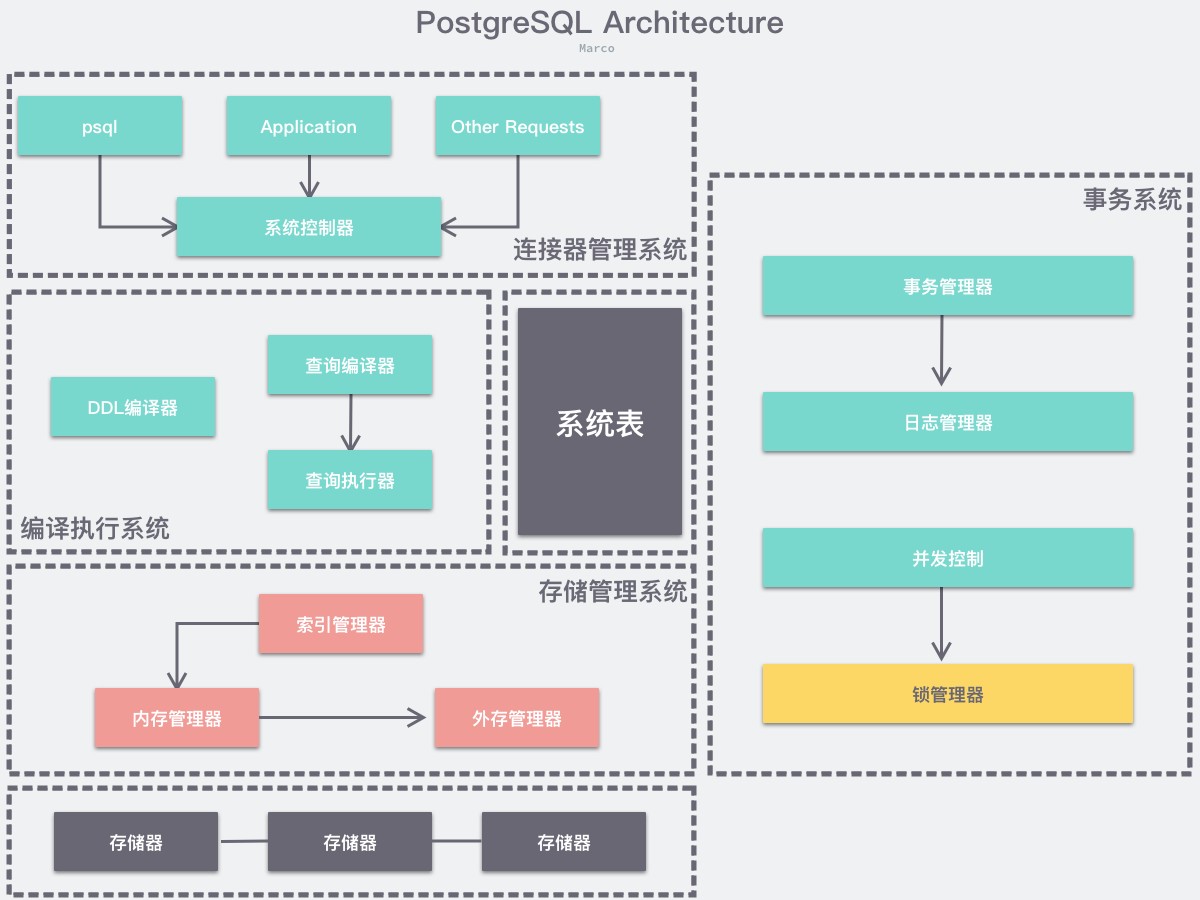 PostgreSQL Architecture
Marco
psql
Application
Other Requests
系统控制器
连接器管理系统
DDL编译器
查询编译器
查询执行器
编译执行系统
系统表
存储管理系统
索引管理器
内存管理器
外存管理器
存储器
存储器
存储器
事务系统
事务管理器
日志管理器
并发控制
锁管理器